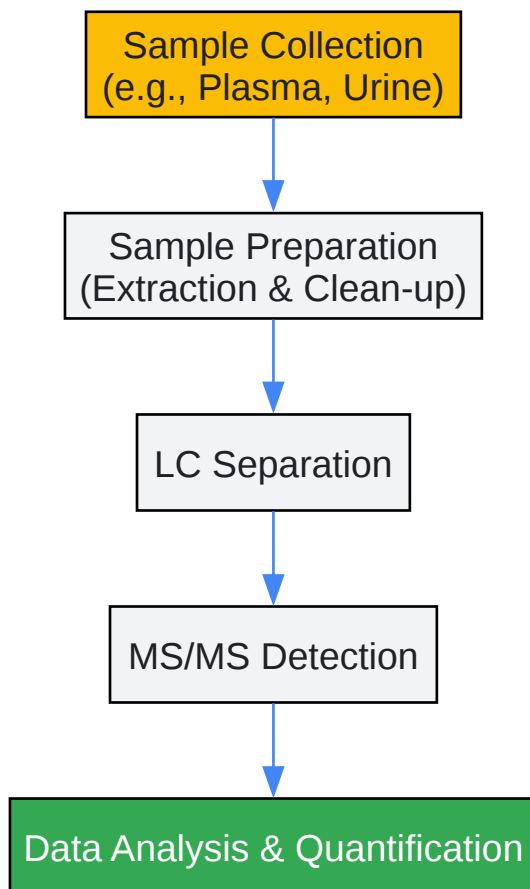 Sample Collection
(e.g., Plasma, Urine)
Sample Preparation
(Extraction & Clean-up)
LC Separation
MS/MS Detection
Data Analysis & Quantification